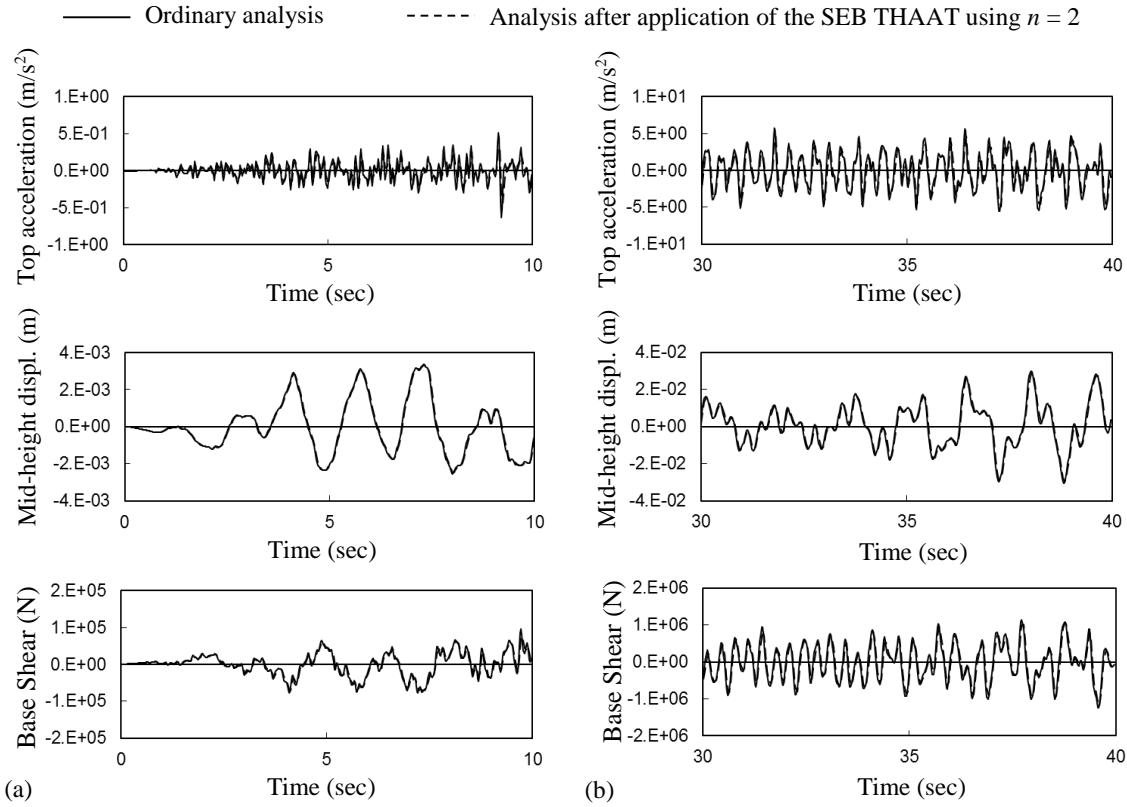 Ordinary analysis
Analysis after application of the SEB THAAT using n = 2
Top acceleration (m/s²)
1.E+00
5.E-01
0.E+00
-5.E-01
-1.E+00
0
5
10
Time (sec)
Top acceleration (m/s²)
1.E+01
5.E+00
0.E+00
-5.E+00
-1.E+01
30
35
40
Time (sec)
Mid-height displ. (m)
4.E-03
2.E-03
0.E+00
-2.E-03
-4.E-03
0
5
10
Time (sec)
Mid-height displ. (m)
4.E-02
2.E-02
0.E+00
-2.E-02
-4.E-02
30
35
40
Time (sec)
Base Shear (N)
2.E+05
1.E+05
0.E+00
-1.E+05
-2.E+05
0
5
10
Time (sec)
(a)
Base Shear (N)
2.E+06
1.E+06
0.E+00
-1.E+06
-2.E+06
30
35
40
Time (sec)
(b)